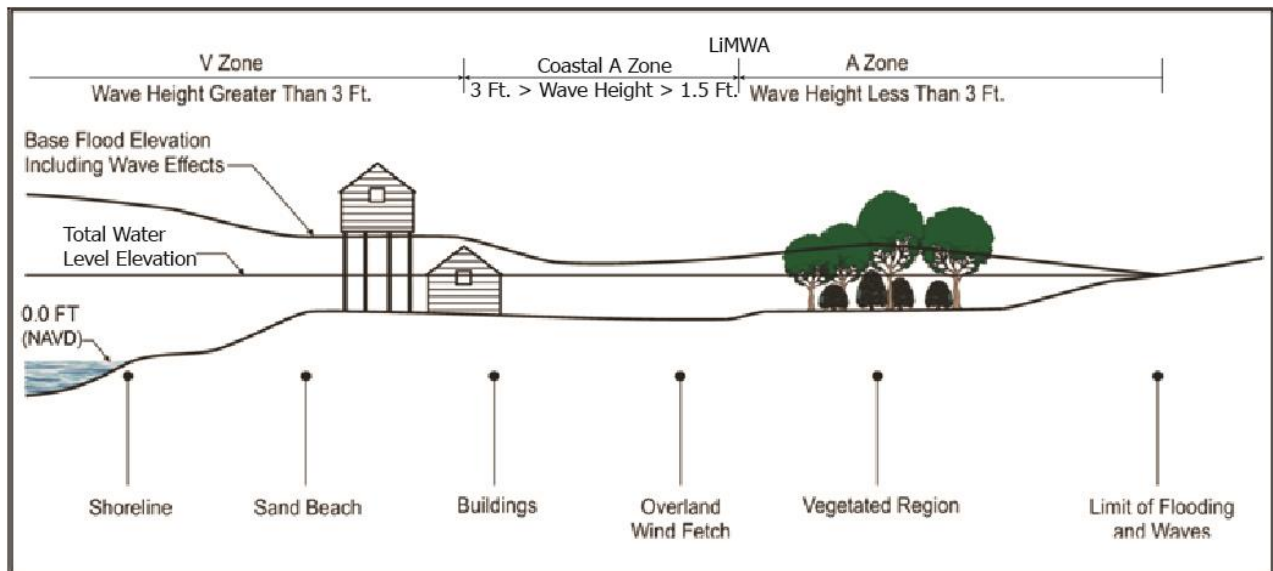 LiMWA
V Zone
Coastal A Zone
A Zone
Wave Height Greater Than 3 Ft.
3 Ft. > Wave Height > 1.5 Ft.
Wave Height Less Than 3 Ft.
Base Flood Elevation
Including Wave Effects
Total Water
Level Elevation
0.0 FT
(NAVD)
Shoreline
Sand Beach
Buildings
Overland
Wind Fetch
Vegetated Region
Limit of Flooding
and Waves